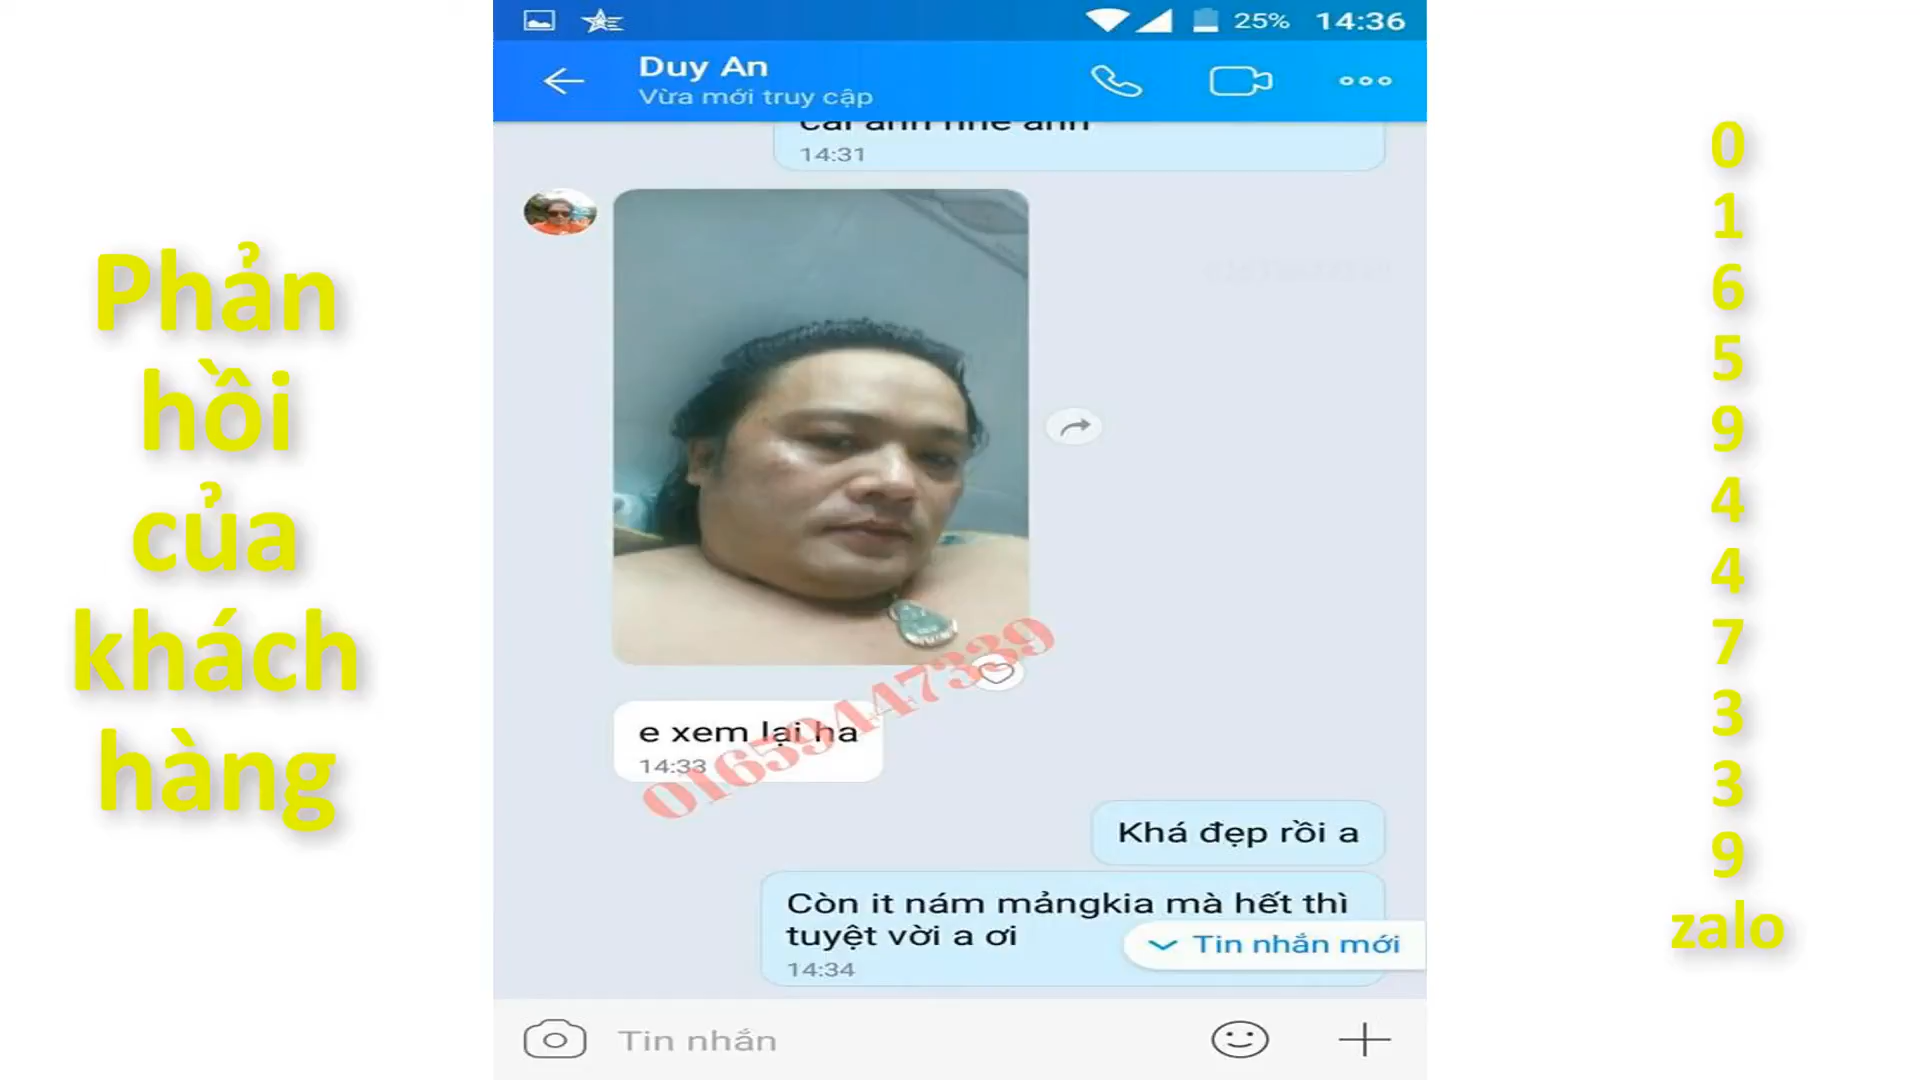 Phản
hồi
của
khách
hàng
25% 14:36
Duy An
Vừa mới truy cập
14:31
e xem lại ha
14:33
01659447339
Khá đẹp rồi a
Còn it nám mảngkia mà hết thì
tuyệt vời a ơi
14:34
Tin nhắn mới
Tin nhắn
0
1
6
5
9
4
4
7
3
3
9
zalo